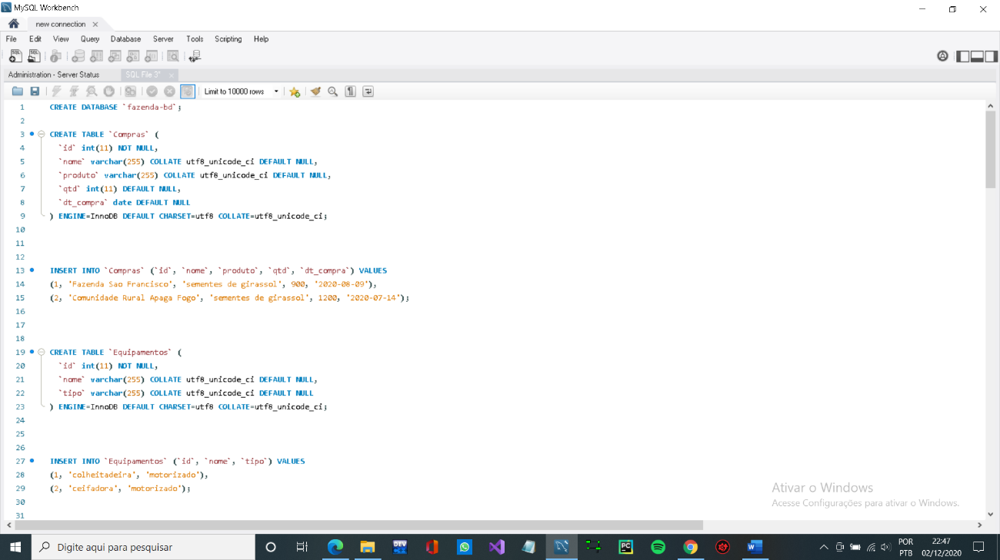 MySQL Workbench
new connection
File Edit View Query Database Server Tools Scripting Help
Administration - Server Status SQL File 3*
Limit to 10000 rows
1 CREATE DATABASE `fazenda-bd`;
2
3 CREATE TABLE `Compras` (
4 `id` int(11) NOT NULL,
5 `nome` varchar(255) COLLATE utf8_unicode_ci DEFAULT NULL,
6 `produto` varchar(255) COLLATE utf8_unicode_ci DEFAULT NULL,
7 `qtd` int(11) DEFAULT NULL,
8 `dt_compra` date DEFAULT NULL
9 ) ENGINE=InnoDB DEFAULT CHARSET=utf8 COLLATE=utf8_unicode_ci;
10
11
12
13 INSERT INTO `Compras` (`id`, `nome`, `produto`, `qtd`, `dt_compra`) VALUES
14 (1, 'Fazenda Sao Francisco', 'sementes de girassol', 900, '2020-08-09'),
15 (2, 'Comunidade Rural Apaga Fogo', 'sementes de girassol', 1200, '2020-07-14');
16
17
18
19 CREATE TABLE `Equipamentos` (
20 `id` int(11) NOT NULL,
21 `nome` varchar(255) COLLATE utf8_unicode_ci DEFAULT NULL,
22 `tipo` varchar(255) COLLATE utf8_unicode_ci DEFAULT NULL
23 ) ENGINE=InnoDB DEFAULT CHARSET=utf8 COLLATE=utf8_unicode_ci;
24
25
26
27 INSERT INTO `Equipamentos` (`id`, `nome`, `tipo`) VALUES
28 (1, 'colheitadeira', 'motorizado'),
29 (2, 'ceifadora', 'motorizado');
30
31
Ativar o Windows
Acesse Configurações para ativar o Windows.
Digite aqui para pesquisar
POR
PTB
22:47
02/12/2020